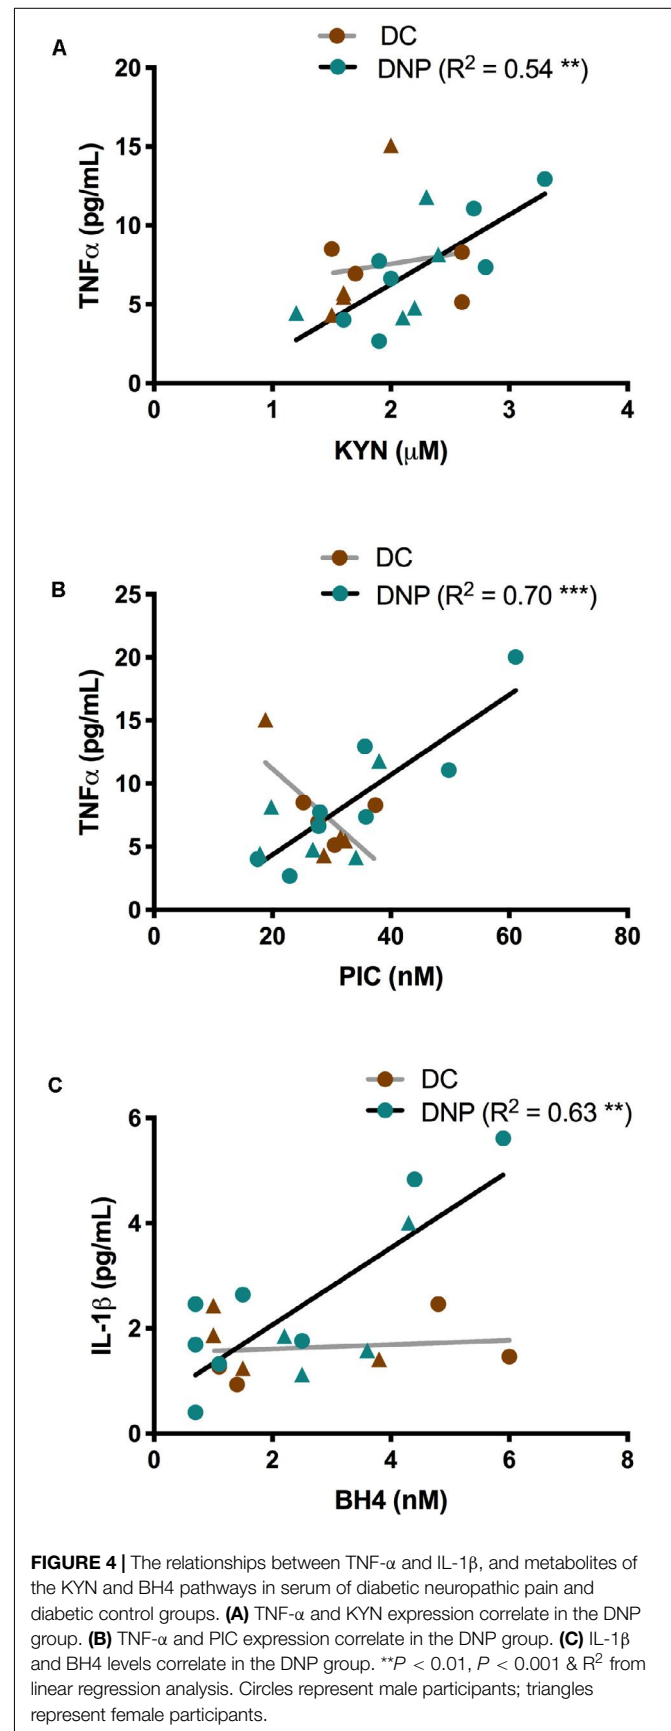 A
DC
DNP (R² = 0.54 **)
20
15
10
5
0
TNFα (pg/mL)
0 1 2 3 4
KYN (μM)
B
DC
DNP (R² = 0.70 ***)
25
20
15
10
5
0
TNFα (pg/mL)
0 20 40 60 80
PIC (nM)
C
DC
DNP (R² = 0.63 **)
6
4
2
0
IL-1β (pg/mL)
0 2 4 6 8
BH4 (nM)
FIGURE 4 | The relationships between TNF-α and IL-1β, and metabolites of
the KYN and BH4 pathways in serum of diabetic neuropathic pain and
diabetic control groups. (A) TNF-α and KYN expression correlate in the DNP
group. (B) TNF-α and PIC expression correlate in the DNP group. (C) IL-1β
and BH4 levels correlate in the DNP group. **P < 0.01, P < 0.001 & R² from
linear regression analysis. Circles represent male participants; triangles
represent female participants.